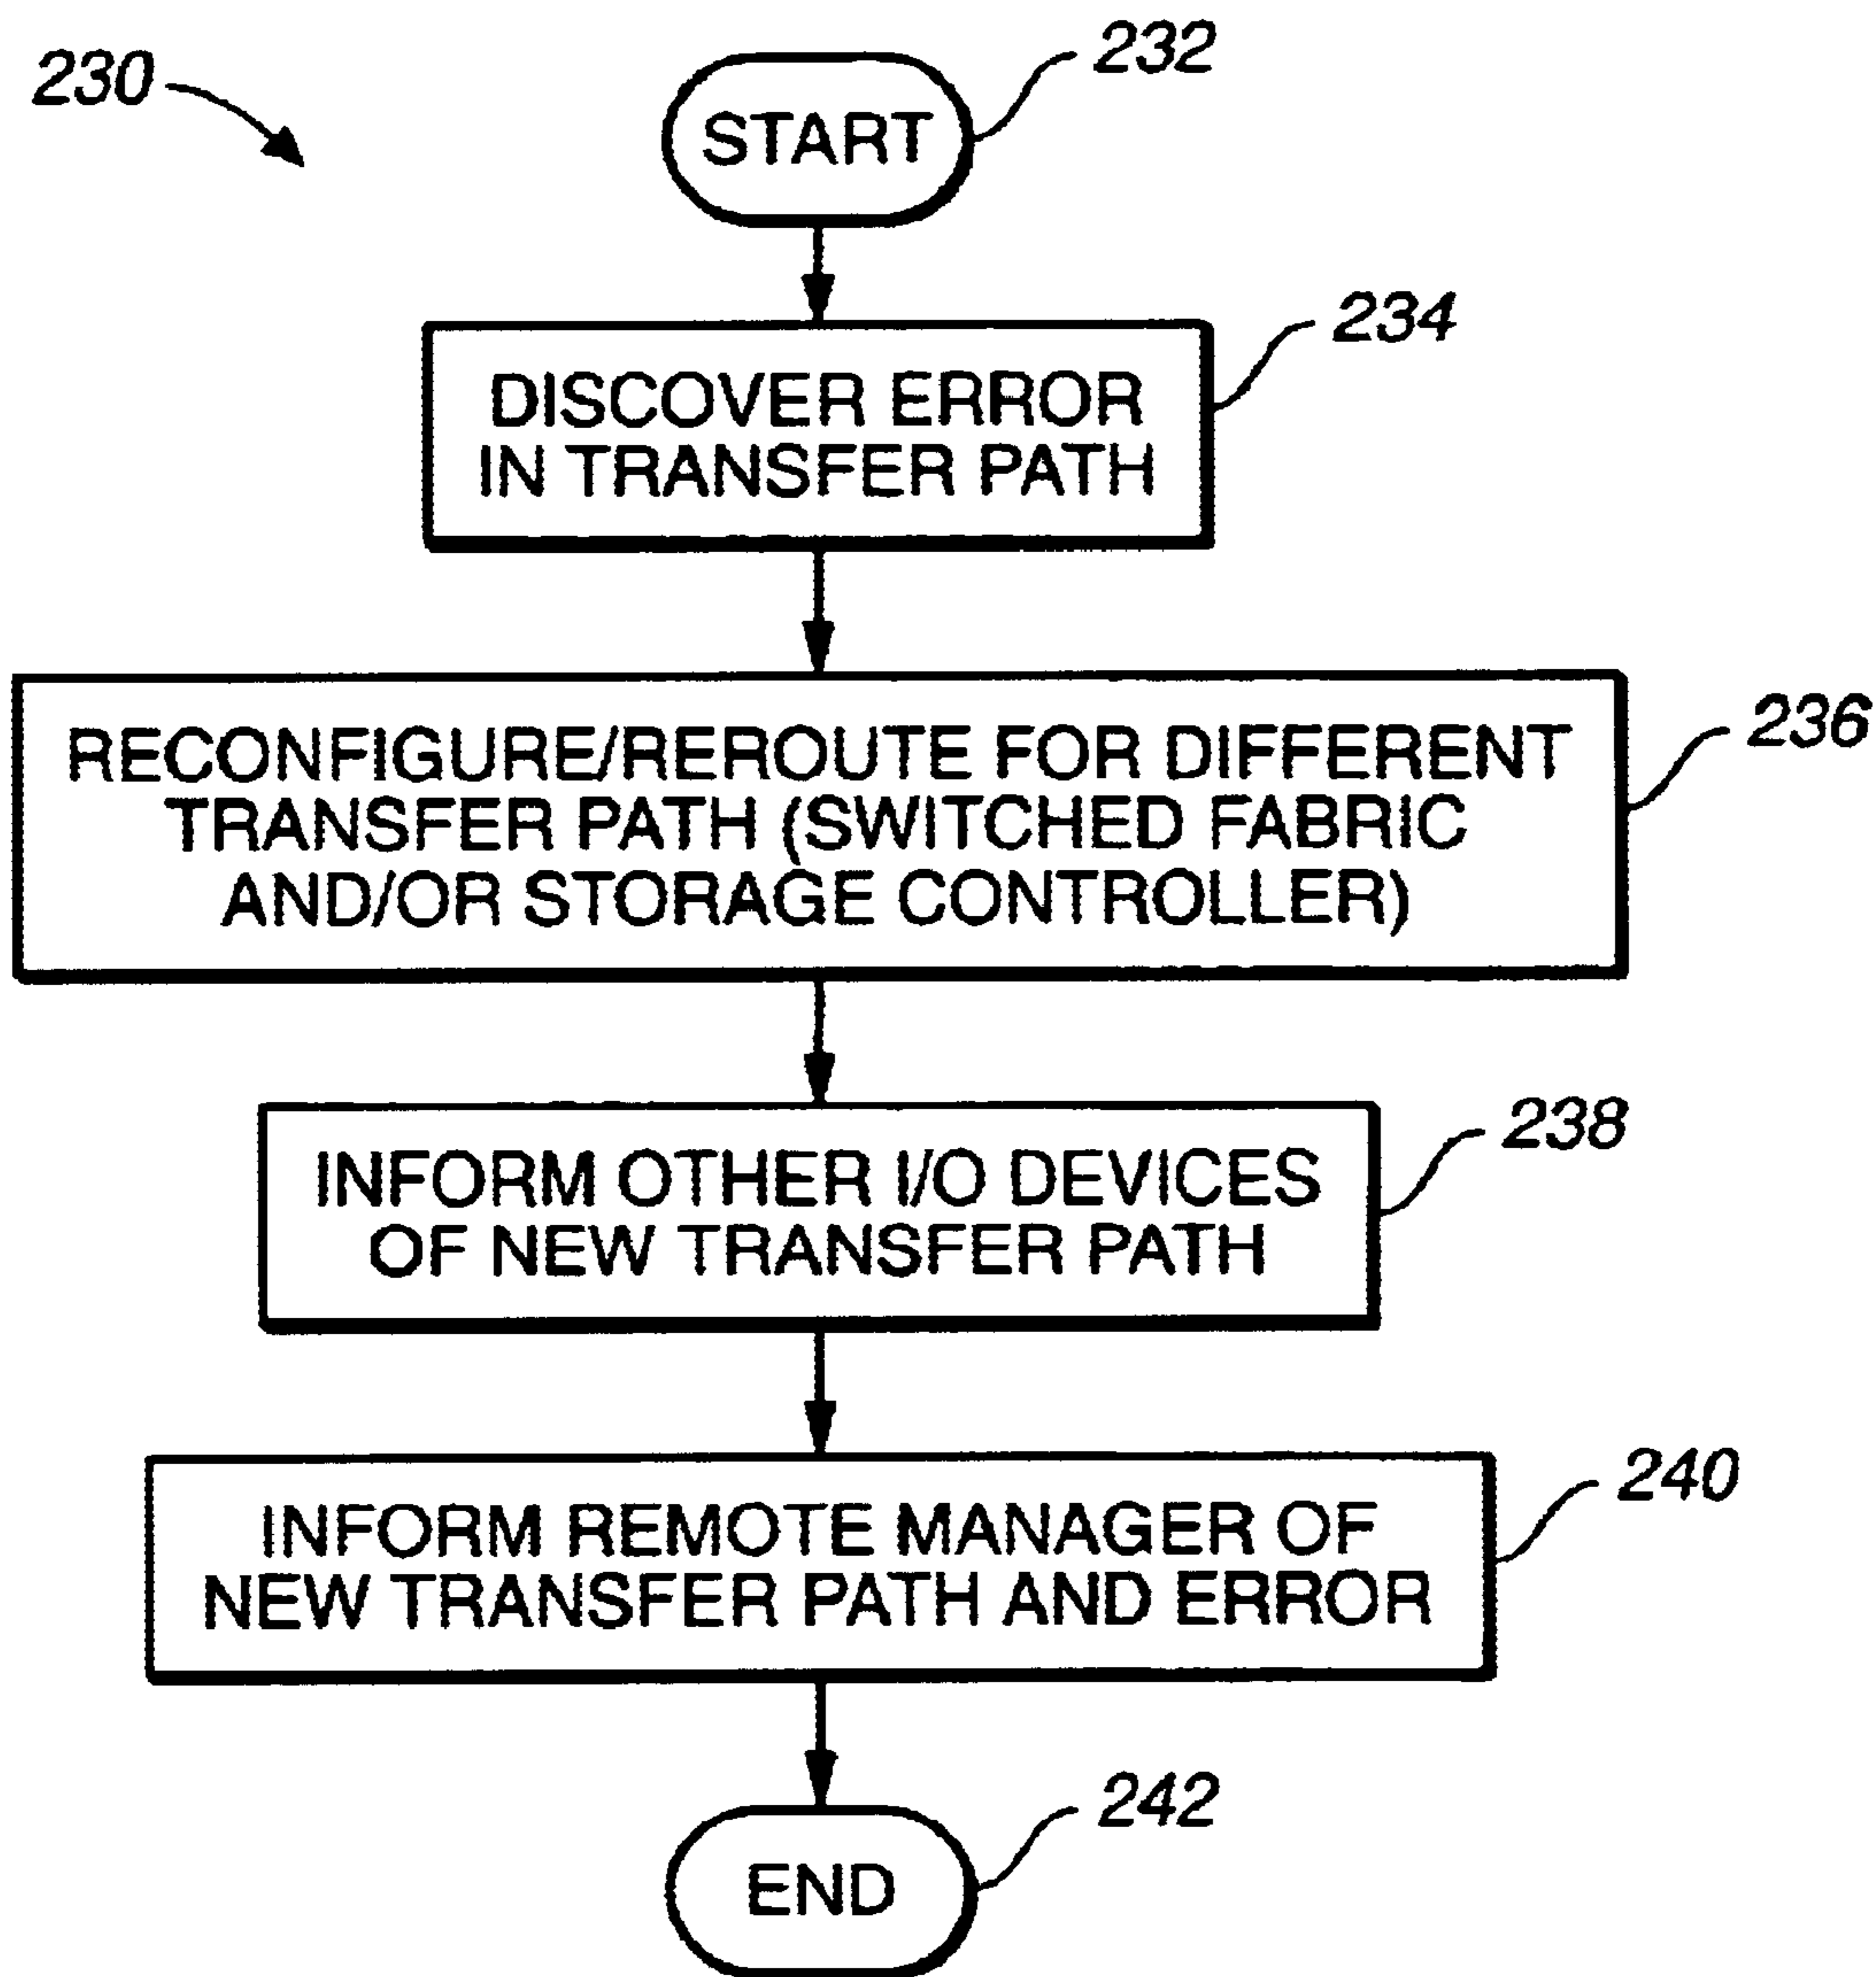 230
232
START
234
DISCOVER ERROR
IN TRANSFER PATH
236
RECONFIGURE/REROUTE FOR DIFFERENT
TRANSFER PATH (SWITCHED FABRIC
AND/OR STORAGE CONTROLLER)
238
INFORM OTHER I/O DEVICES
OF NEW TRANSFER PATH
240
INFORM REMOTE MANAGER OF
NEW TRANSFER PATH AND ERROR
242
END